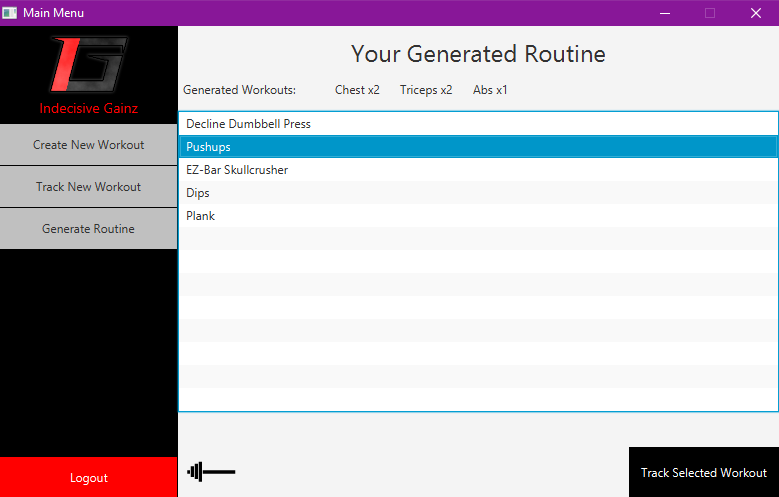 Main Menu
IG
Indecisive Gainz
Create New Workout
Track New Workout
Generate Routine
Logout
Your Generated Routine
Generated Workouts: Chest x2 Triceps x2 Abs x1
Decline Dumbbell Press
Pushups
EZ-Bar Skullcrusher
Dips
Plank
Track Selected Workout